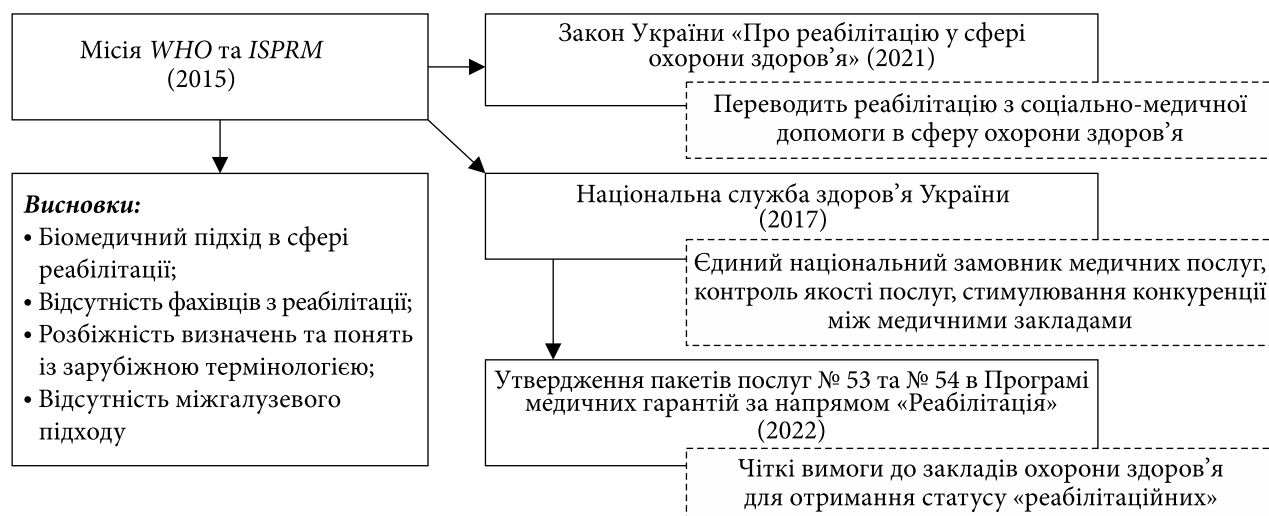 Місія WHO та ISPRM
(2015)
Закон України «Про реабілітацію у сфері
охорони здоров’я» (2021)
Переводить реабілітацію з соціально-медичної
допомоги в сферу охорони здоров’я
Висновки:
• Біомедичний підхід в сфері
реабілітації;
• Відсутність фахівців з реабілітації;
• Розбіжність визначень та понять
із зарубіжною термінологією;
• Відсутність міжгалузевого
підходу
Національна служба здоров’я України
(2017)
Єдиний національний замовник медичних послуг,
контроль якості послуг, стимулювання конкуренції
між медичними закладами
Утвердження пакетів послуг № 53 та № 54 в Програмі
медичних гарантій за напрямом «Реабілітація»
(2022)
Чіткі вимоги до закладів охорони здоров’я
для отримання статусу «реабілітаційних»